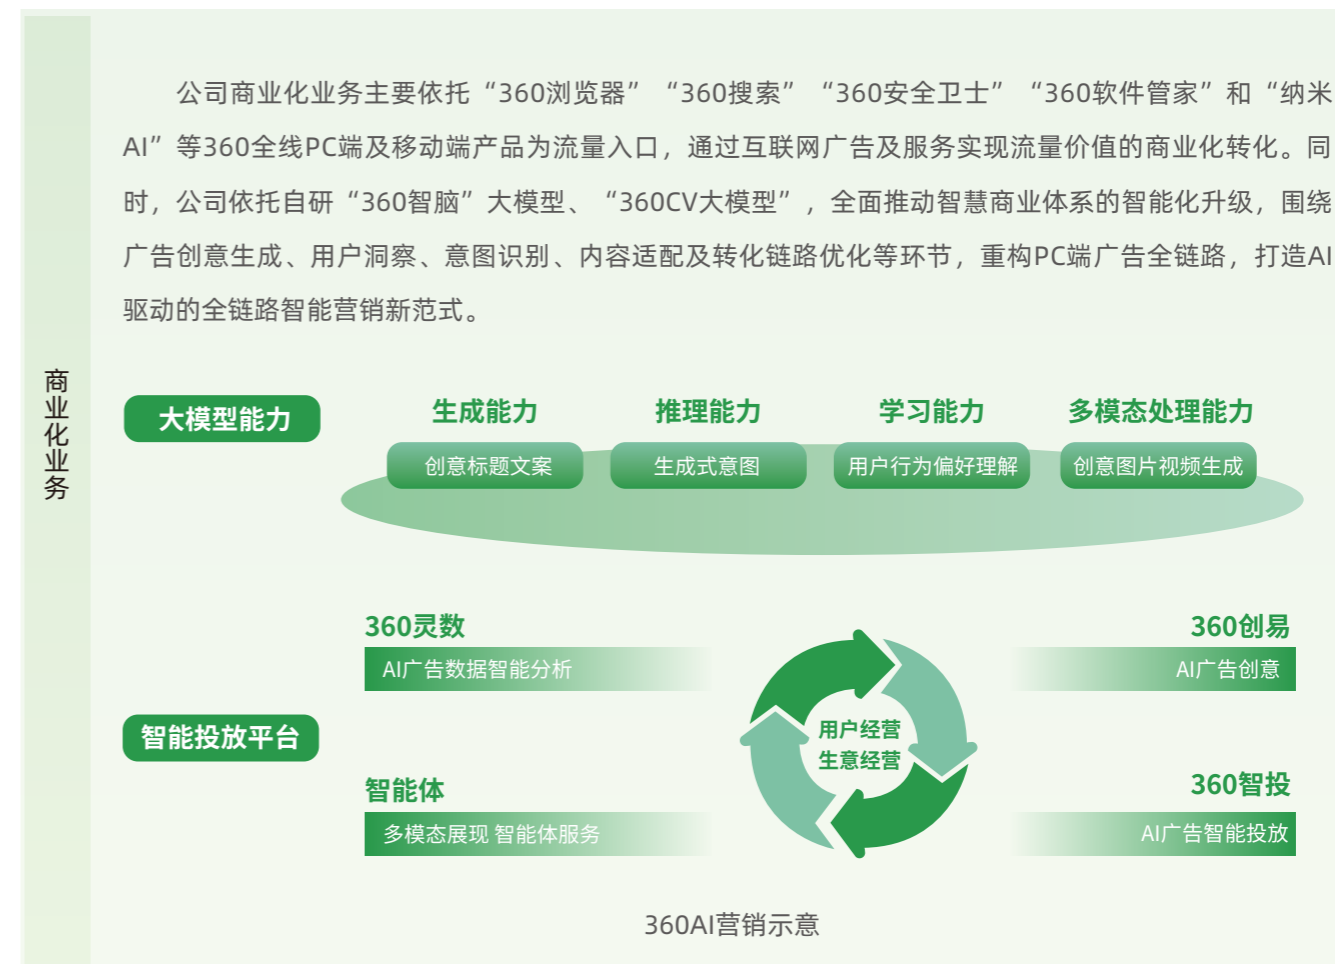 公司商业化业务主要依托“360浏览器”“360搜索”“360安全卫士”“360软件管家”和“纳米
AI”等360全线PC端及移动端产品为流量入口，通过互联网广告及服务实现流量价值的商业化转化。同
时，公司依托自研“360智脑”大模型、“360CV大模型”，全面推动智慧商业体系的智能化升级，围绕
广告创意生成、用户洞察、意图识别、内容适配及转化链路优化等环节，重构PC端广告全链路，打造AI
驱动的全链路智能营销新范式。
商业化业务
大模型能力
生成能力
推理能力
学习能力
多模态处理能力
创意标题文案
生成式意图
用户行为偏好理解
创意图片视频生成
智能投放平台
360灵数
AI广告数据智能分析
智能体
多模态展现 智能体服务
用户经营
生意经营
360创易
AI广告创意
360智投
AI广告智能投放
360AI营销示意